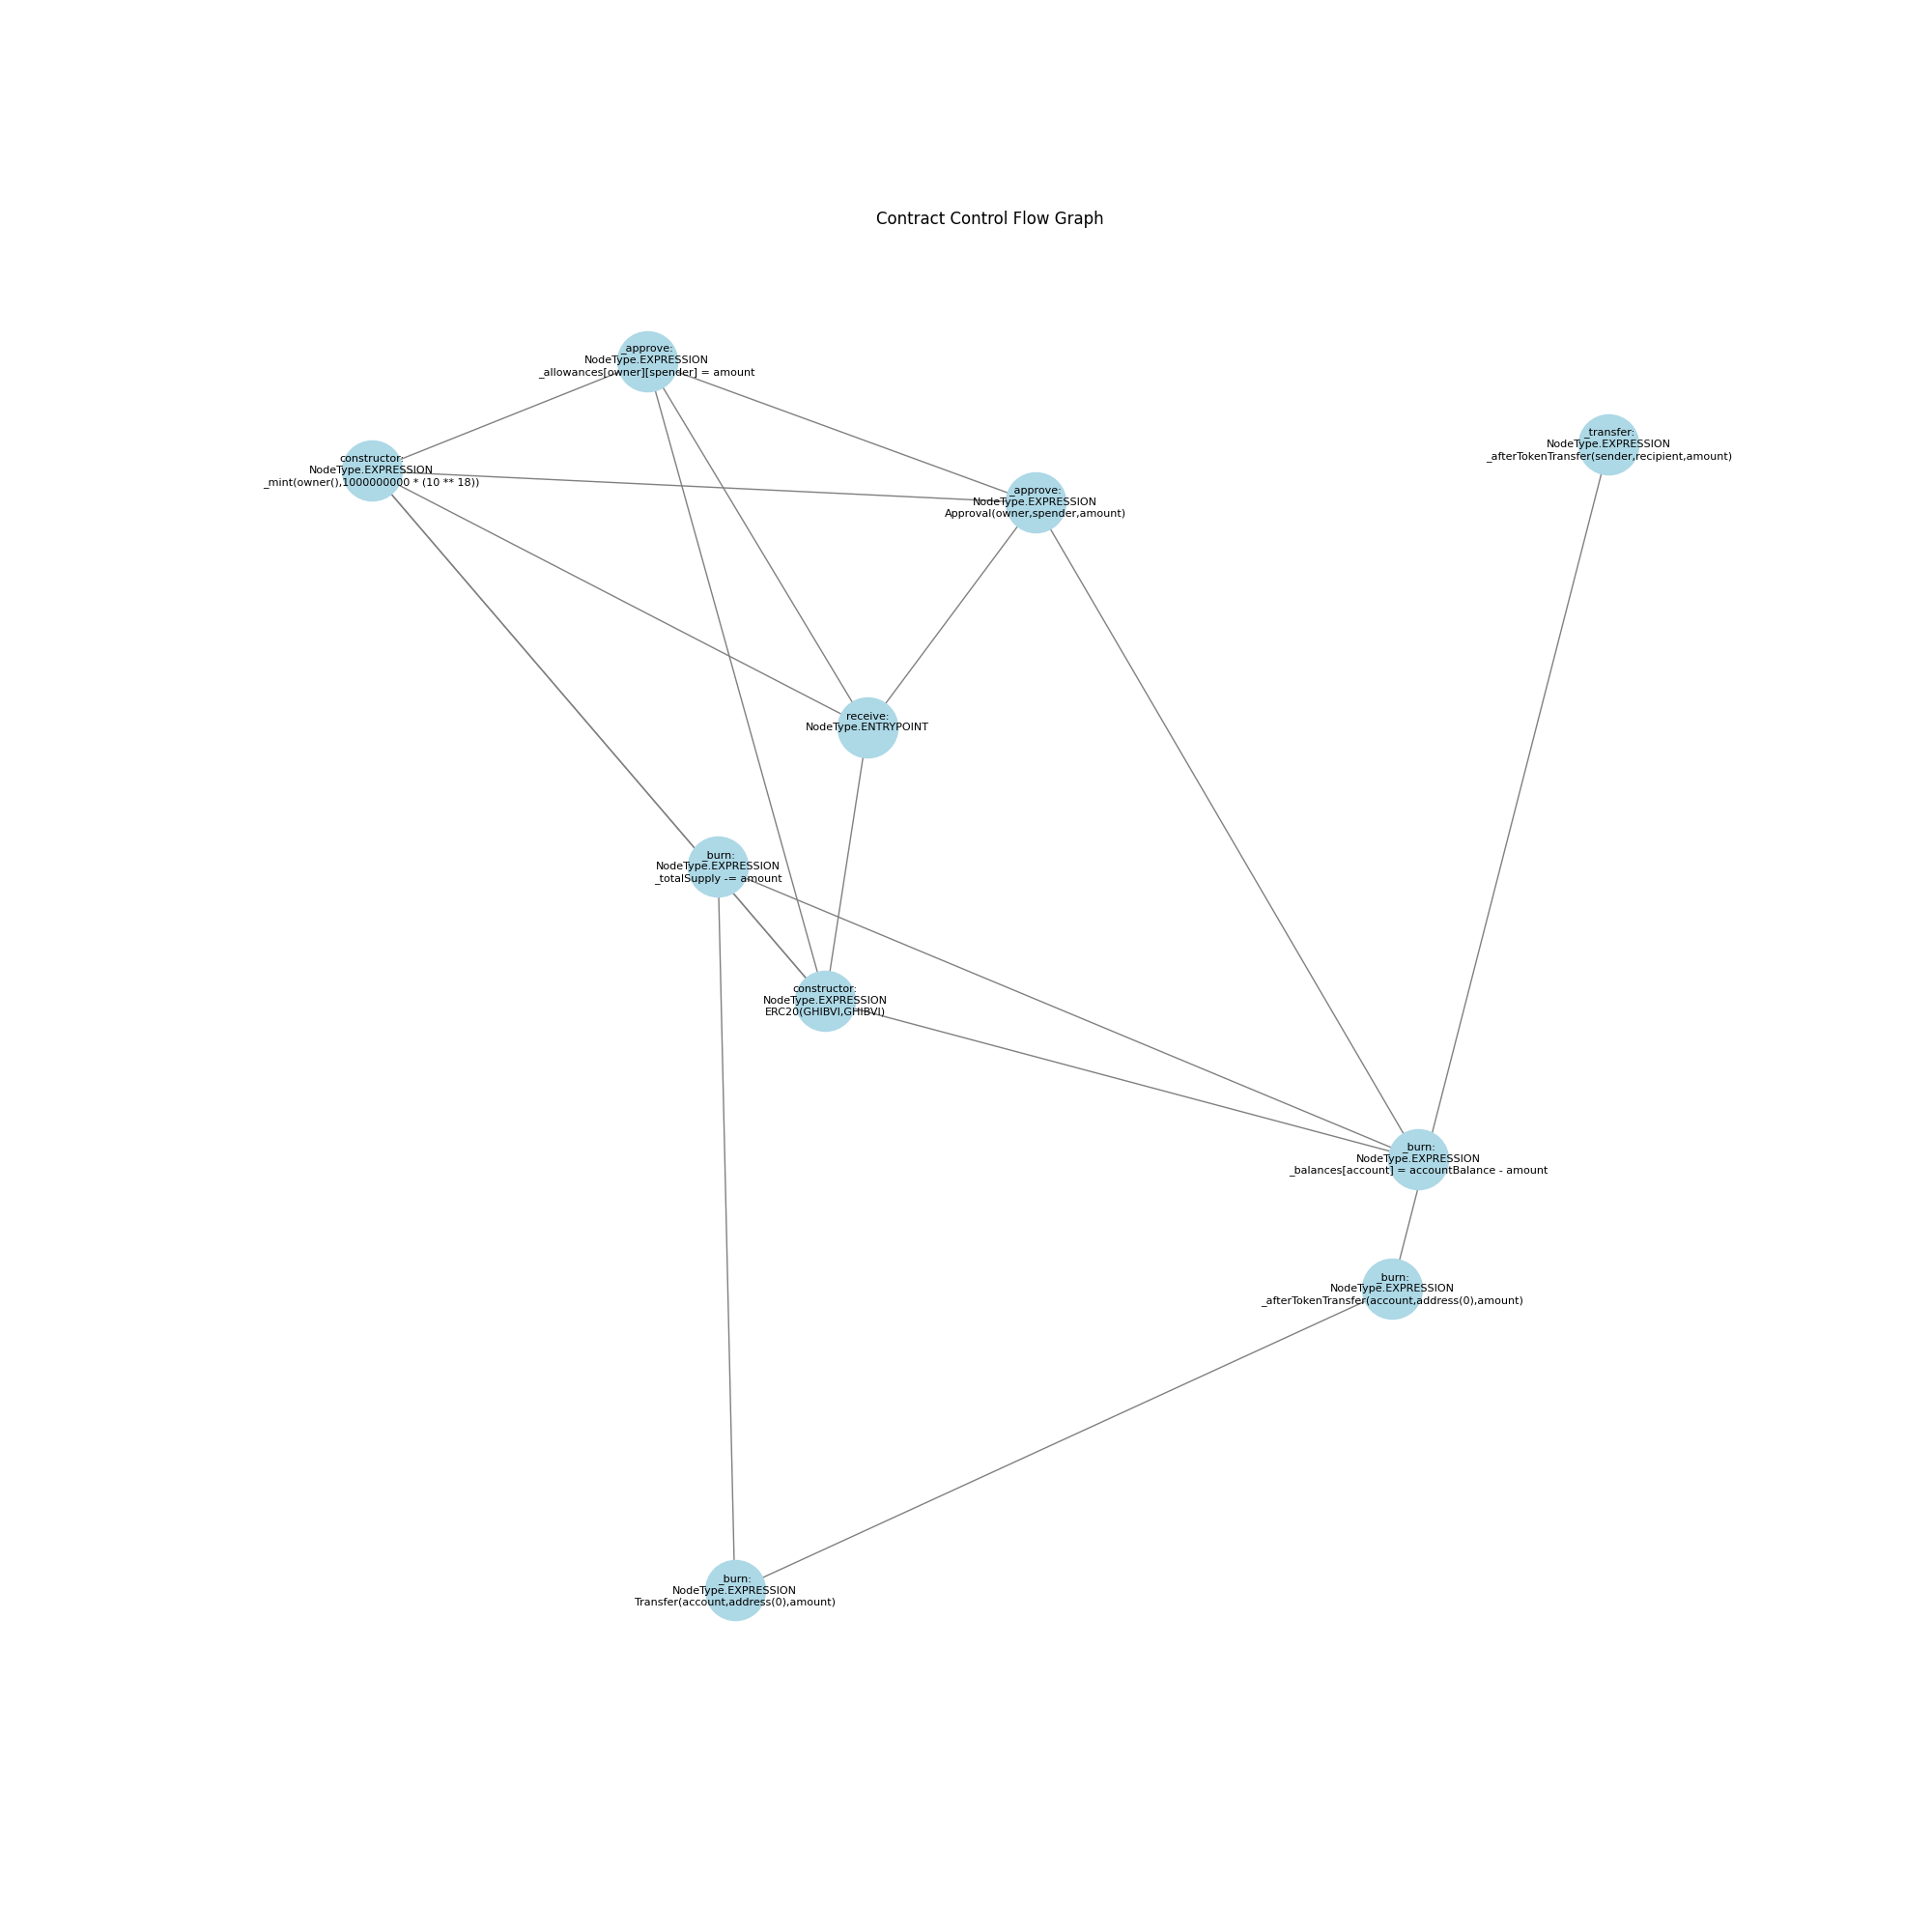 Contract Control Flow Graph
_approve:
NodeType.EXPRESSION
_allowances[owner][spender] = amount
_transfer:
NodeType.EXPRESSION
_afterTokenTransfer(sender,recipient,amount)
constructor:
NodeType.EXPRESSION
_mint(owner(),1000000000 * (10 ** 18))
_approve:
NodeType.EXPRESSION
Approval(owner,spender,amount)
receive:
NodeType.ENTRYPOINT
_burn:
NodeType.EXPRESSION
_totalSupply -= amount
constructor:
NodeType.EXPRESSION
ERC20(GHIBVI,GHIBVI)
_burn:
NodeType.EXPRESSION
_balances[account] = accountBalance - amount
_burn:
NodeType.EXPRESSION
_afterTokenTransfer(account,address(0),amount)
_burn:
NodeType.EXPRESSION
Transfer(account,address(0),amount)